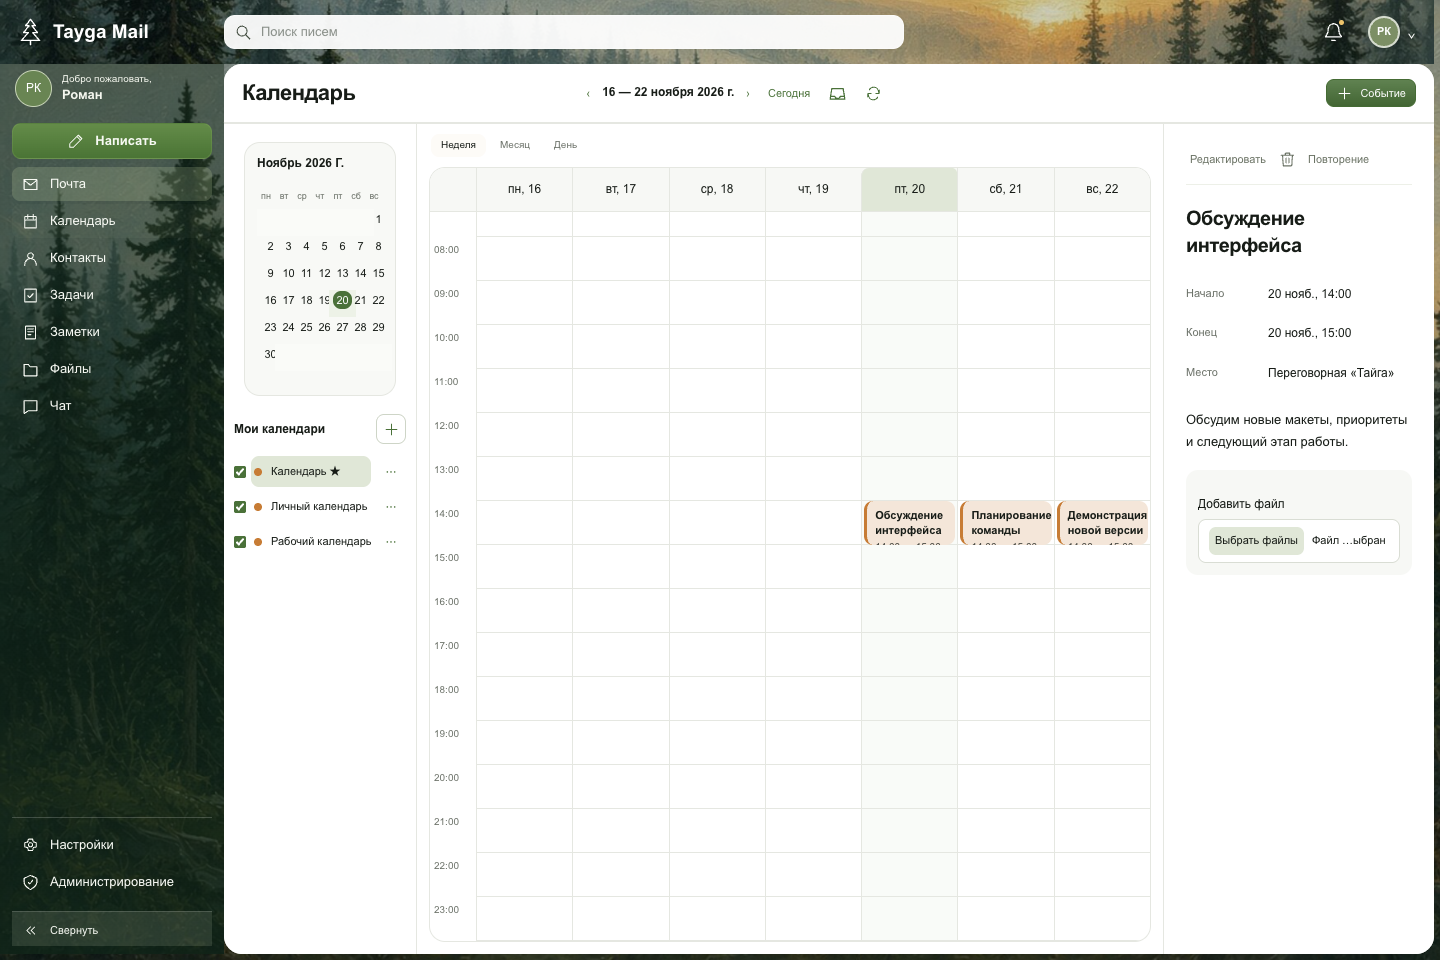 Tayga Mail
Поиск писем
РК
РК
Добро пожаловать,
Роман
Написать
Почта
Календарь
Контакты
Задачи
Заметки
Файлы
Чат
Настройки
Администрирование
Свернуть
Календарь
‹ 16 — 22 ноября 2026 г. ›
Сегодня
Событие
Ноябрь 2026 Г.
пн вт ср чт пт сб вс
1
2 3 4 5 6 7 8
9 10 11 12 13 14 15
16 17 18 19 20 21 22
23 24 25 26 27 28 29
30
Мои календари
Календарь ★
Личный календарь
Рабочий календарь
Неделя Месяц День
пн, 16 вт, 17 ср, 18 чт, 19 пт, 20 сб, 21 вс, 22
08:00
09:00
10:00
11:00
12:00
13:00
14:00
15:00
16:00
17:00
18:00
19:00
20:00
21:00
22:00
23:00
Обсуждение
интерфейса
Планирование
команды
Демонстрация
новой версии
Редактировать
Повторение
Обсуждение
интерфейса
Начало 20 нояб., 14:00
Конец 20 нояб., 15:00
Место Переговорная «Тайга»
Обсудим новые макеты, приоритеты
и следующий этап работы.
Добавить файл
Выбрать файлы Файл ...ыбран